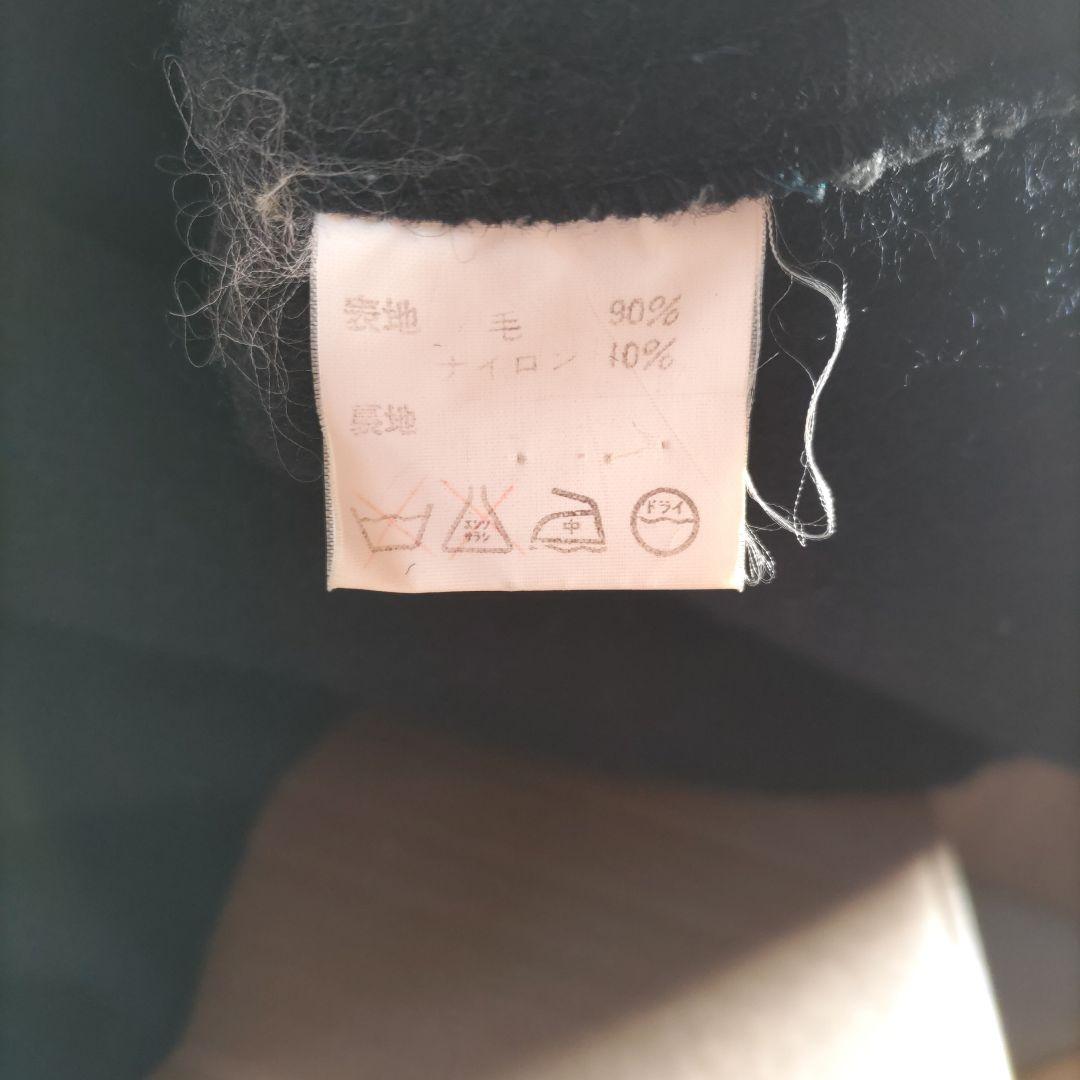 表地 毛 90%
ナイロン 10%
裏地
エンソ サラシ 中 ドライ